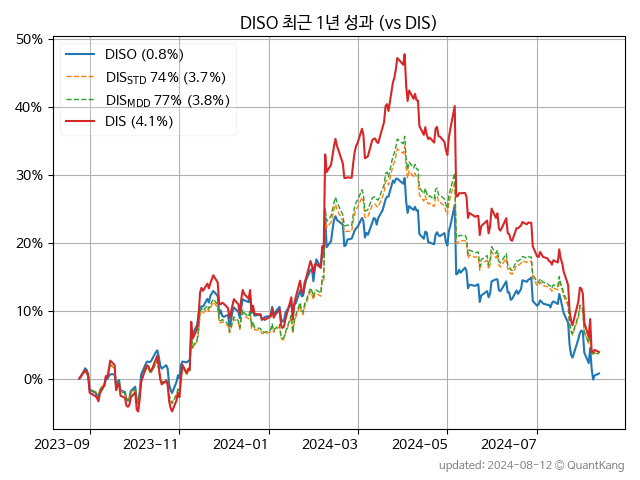 DISO 최근 1년 성과 (vs DIS)
50%
40%
30%
20%
10%
0%
DISO (0.8%)
DIS_STD 74% (3.7%)
DIS_MDD 77% (3.8%)
DIS (4.1%)
2023-09 2023-11 2024-01 2024-03 2024-05 2024-07
updated: 2024-08-12 © QuantKang